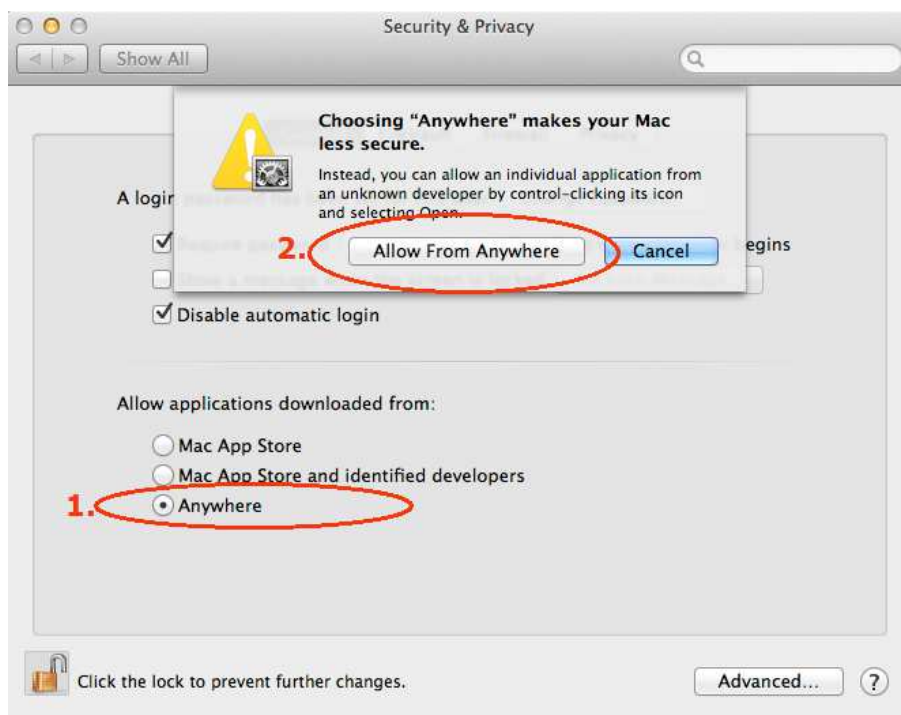 Security & Privacy
Show All
Choosing “Anywhere” makes your Mac
less secure.
Instead, you can allow an individual application from
an unknown developer by control-clicking its icon
and selecting Open.
A login
2.
Allow From Anywhere
Cancel
egins
Disable automatic login
Allow applications downloaded from:
Mac App Store
Mac App Store and identified developers
1.
Anywhere
Click the lock to prevent further changes.
Advanced...
?